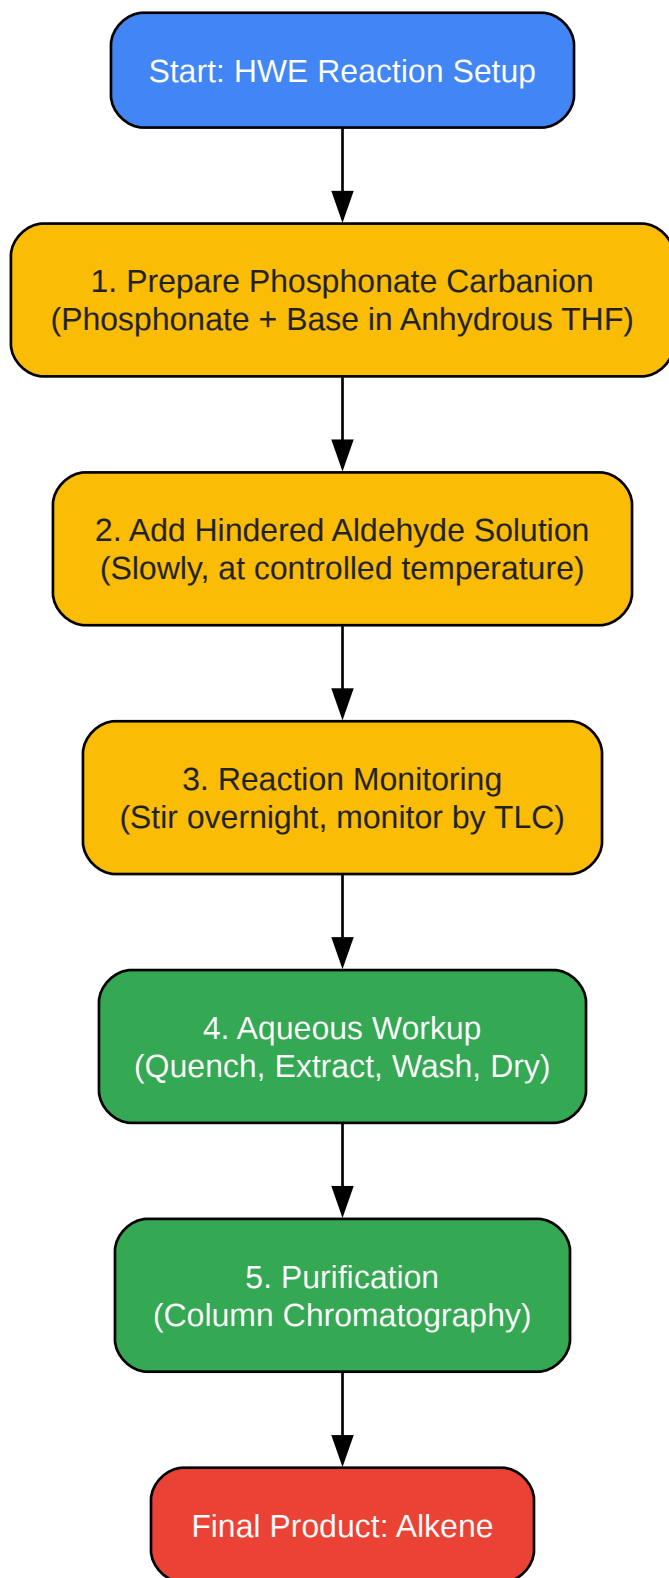 Start: HWE Reaction Setup
1. Prepare Phosphonate Carbanion
(Phosphonate + Base in Anhydrous THF)
2. Add Hindered Aldehyde Solution
(Slowly, at controlled temperature)
3. Reaction Monitoring
(Stir overnight, monitor by TLC)
4. Aqueous Workup
(Quench, Extract, Wash, Dry)
5. Purification
(Column Chromatography)
Final Product: Alkene